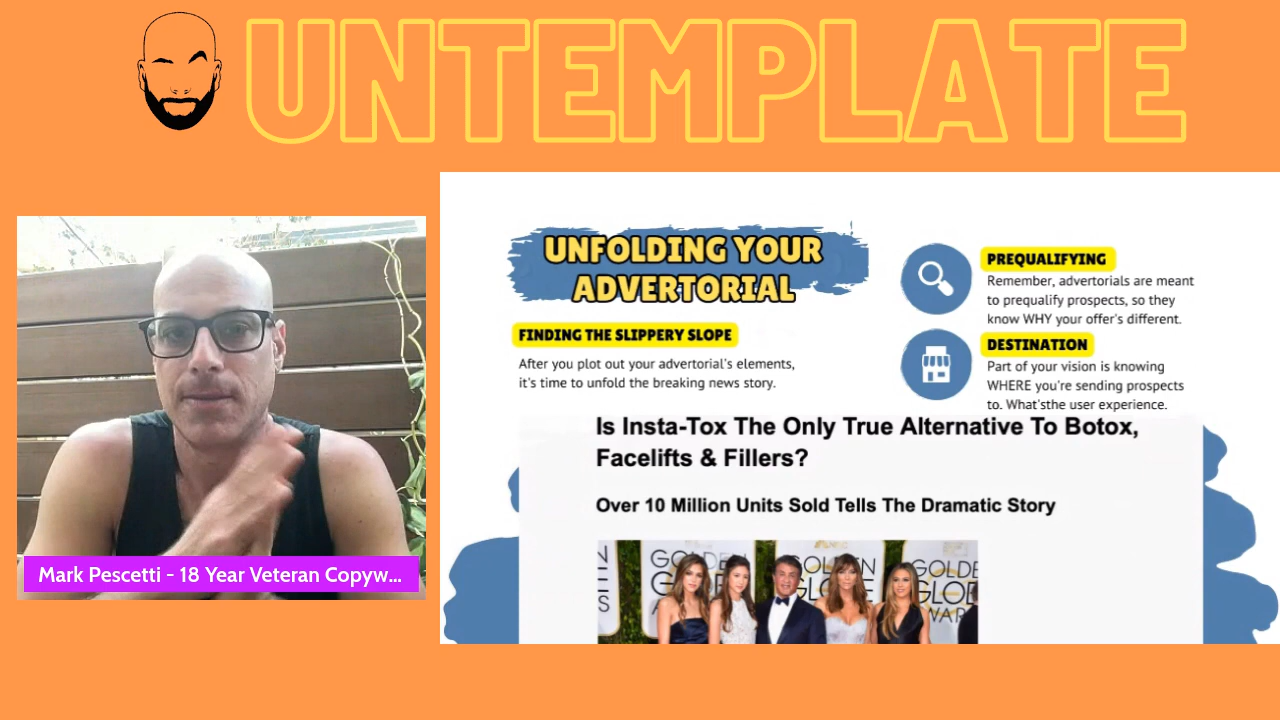 UNTEMPLATE
Mark Pescetti - 18 Year Veteran Copyw...
UNFOLDING YOUR
ADVERTORIAL
FINDING THE SLIPPERY SLOPE
After you plot out your advertorial's elements,
it's time to unfold the breaking news story.
PREQUALIFYING
Remember, advertorials are meant
to prequalify prospects, so they
know WHY your offer's different.
DESTINATION
Part of your vision is knowing
WHERE you're sending prospects
to. What'sthe user experience.
Is Insta-Tox The Only True Alternative To Botox,
Facelifts & Fillers?
Over 10 Million Units Sold Tells The Dramatic Story
GOLDEN
GLOBE
AWARDS